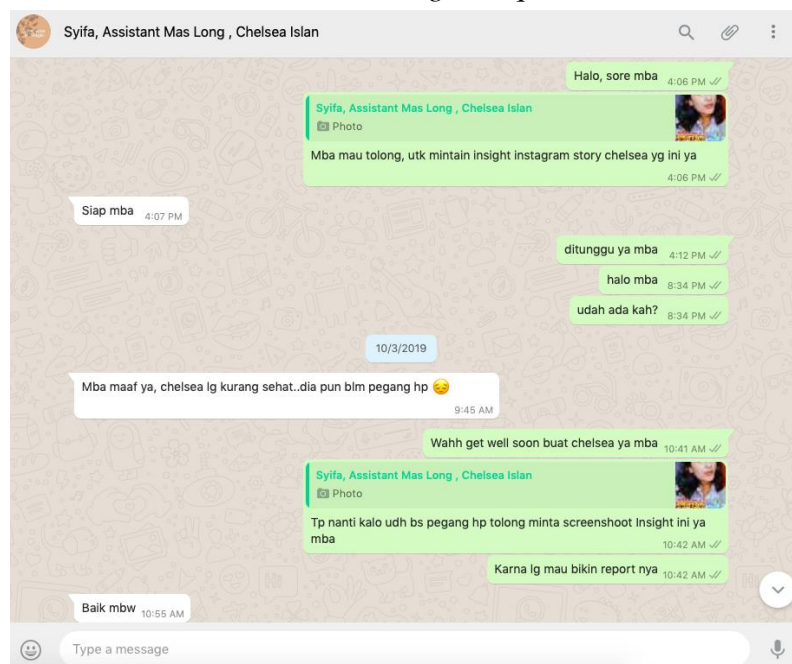 Syifa, Assistant Mas Long , Chelsea Islan
Halo, sore mba 4:06 PM
Syifa, Assistant Mas Long , Chelsea Islan
Photo
Mba mau tolong, utk mintain insight instagram story chelsea yg ini ya
4:06 PM
Siap mba 4:07 PM
ditunggu ya mba 4:12 PM
halo mba 8:34 PM
udah ada kah? 8:34 PM
10/3/2019
Mba maaf ya, chelsea lg kurang sehat..dia pun blm pegang hp 😔
9:45 AM
Wahh get well soon buat chelsea ya mba 10:41 AM
Syifa, Assistant Mas Long , Chelsea Islan
Photo
Tp nanti kalo udh bs pegang hp tolong minta screenshoot Insight ini ya
mba
10:42 AM
Karna lg mau bikin report nya 10:42 AM
Baik mbw 10:55 AM
Type a message